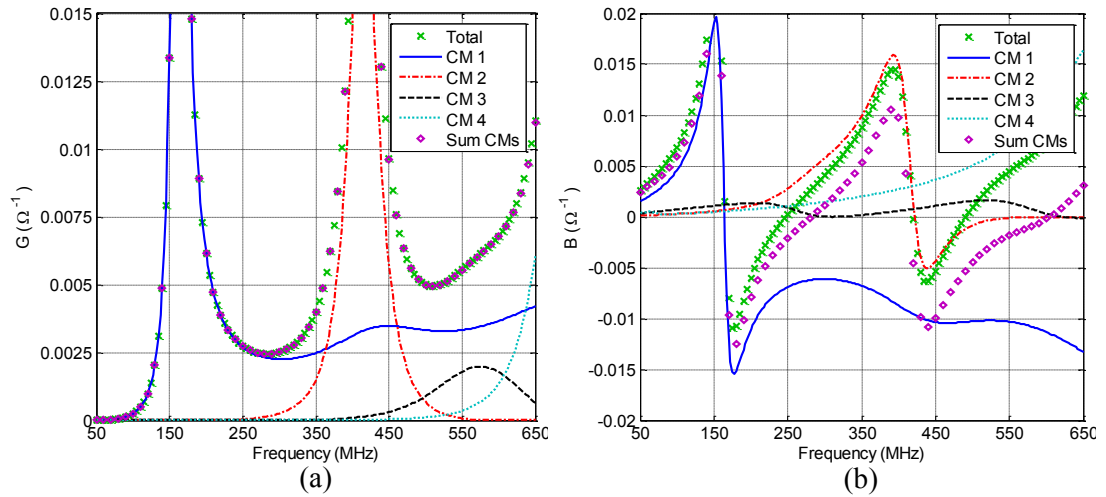 0.015
0.0125
0.01
0.0075
0.005
0.0025
0
G (Ω⁻¹)
50 150 250 350 450 550 650
Frequency (MHz)
Total
CM 1
CM 2
CM 3
CM 4
Sum CMs
(a)
0.02
0.015
0.01
0.005
0
-0.005
-0.01
-0.015
-0.02
B (Ω⁻¹)
50 150 250 350 450 550 650
Frequency (MHz)
Total
CM 1
CM 2
CM 3
CM 4
Sum CMs
(b)